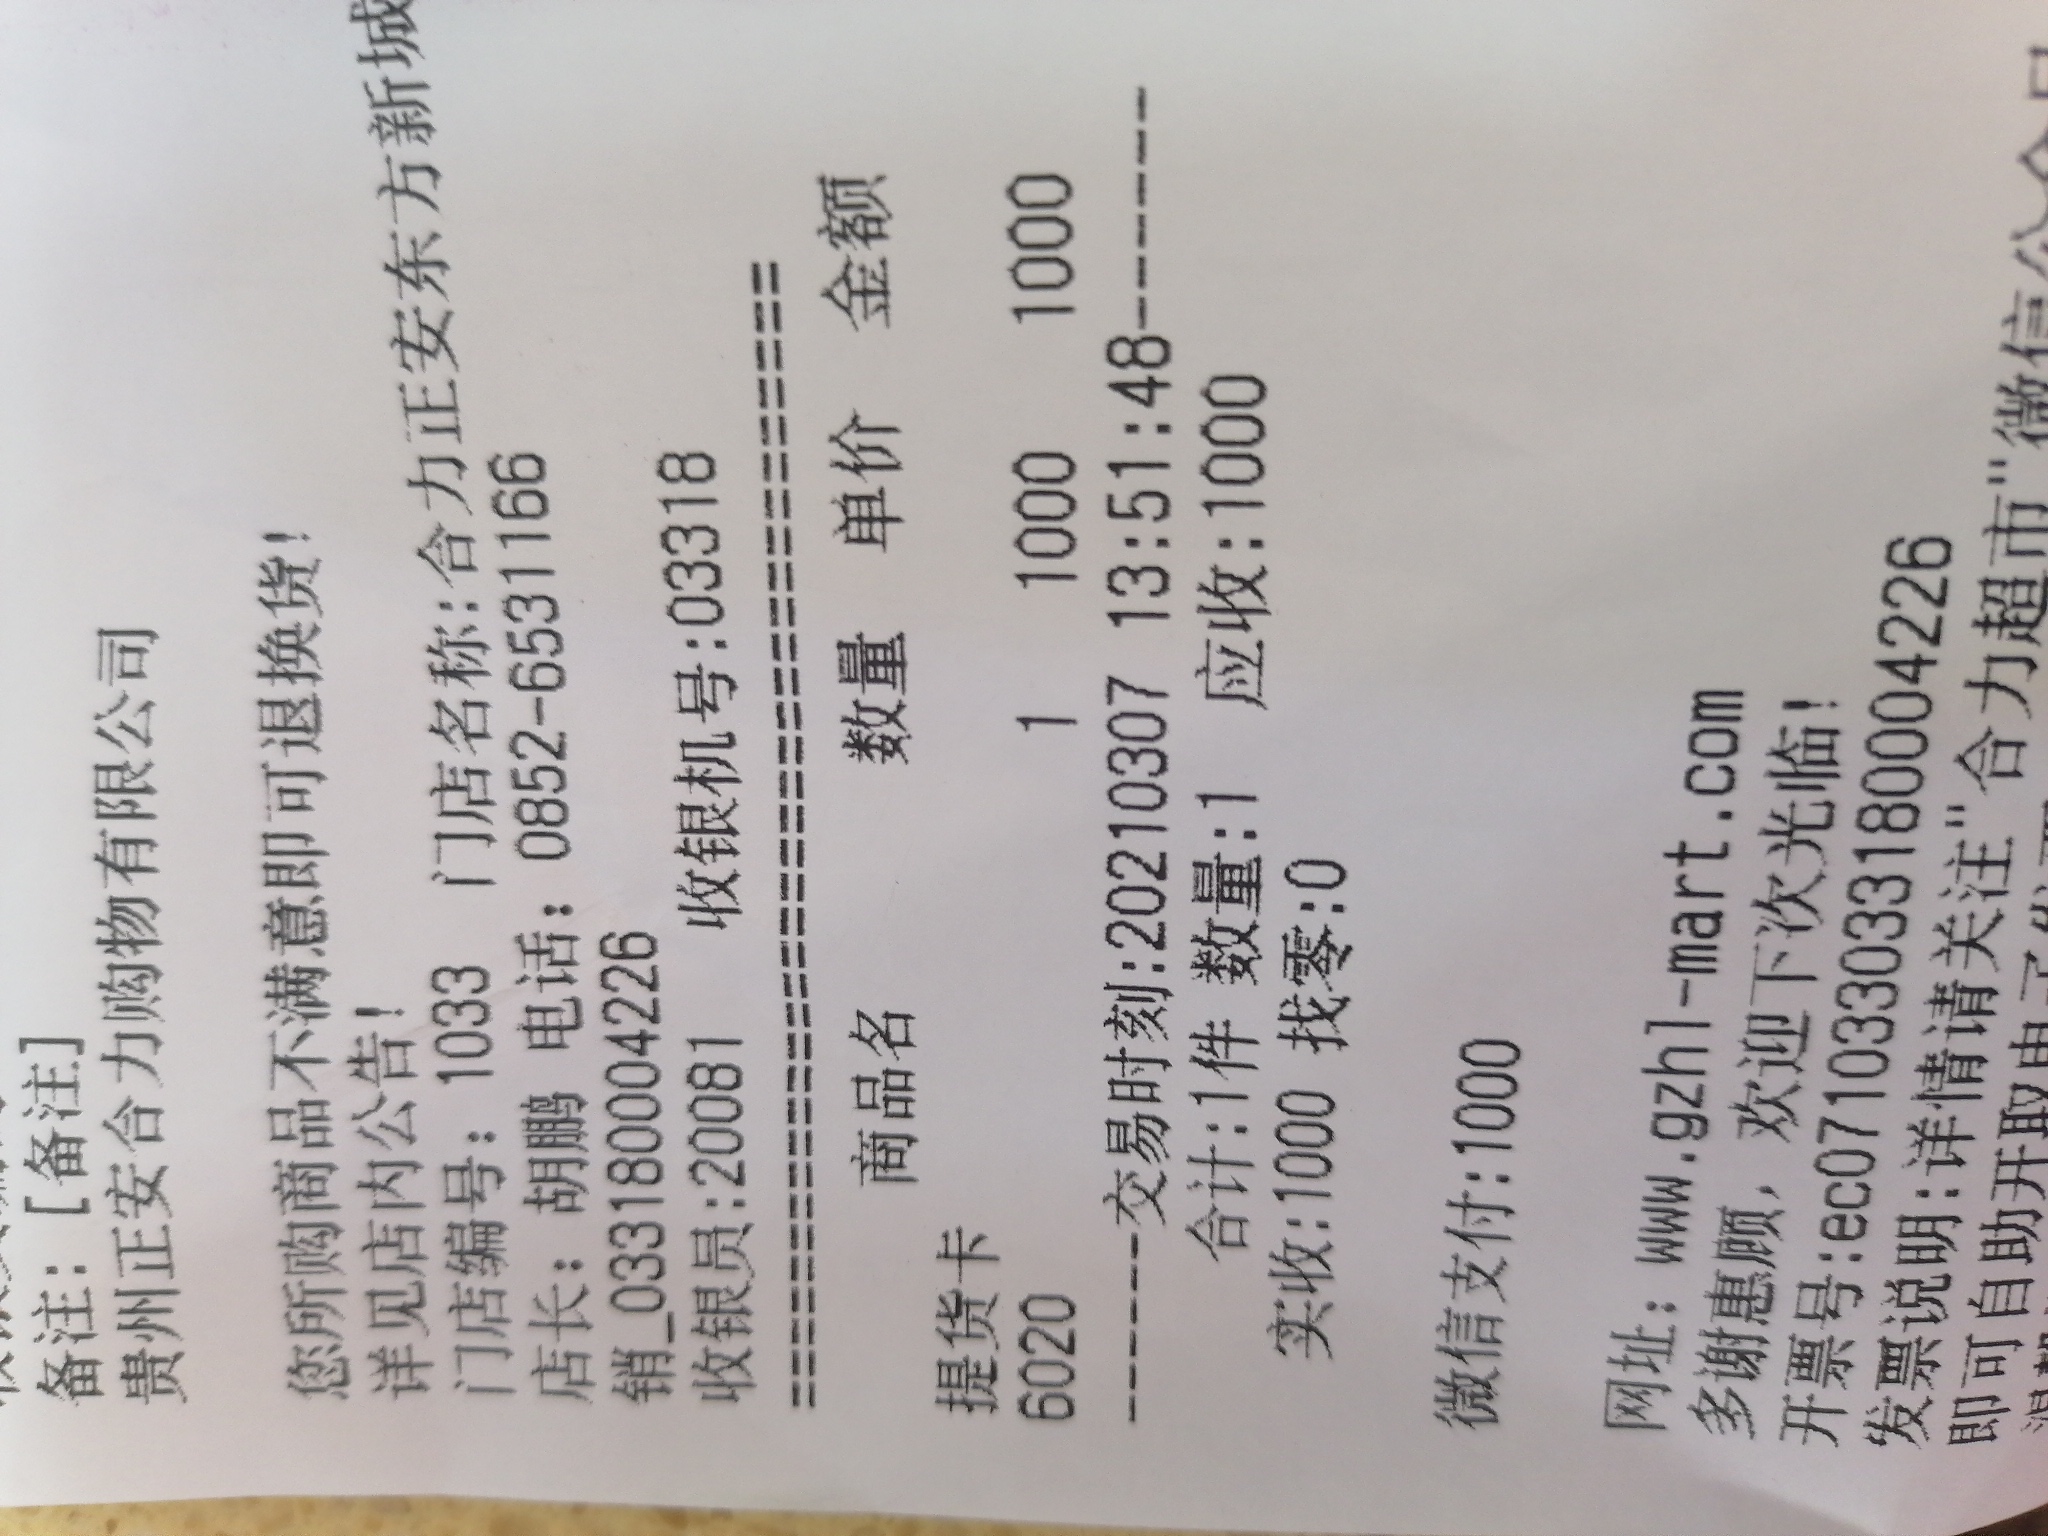 备注: [备注]
贵州正安合力购物有限公司
您所购商品不满意即可退换货!
详见店内公告!
门店编号: 1033 门店名称:合力正安东方新城
店长: 胡鹏 电话: 0852-6531166
销_033180004226
收银员:20081 收银机号:03318
==========================================
商品名 数量 单价 金额
提货卡
6020 1 1000 1000
-------交易时刻:20210307 13:51:48----------
合计:1件 数量:1 应收:1000
实收:1000 找零:0
微信支付:1000
网址: www.gzhl-mart.com
多谢惠顾, 欢迎下次光临!
开票号:ec071033033180004226
发票说明:详情请关注"合力超市"微信公众号
即可自助开取电子发票